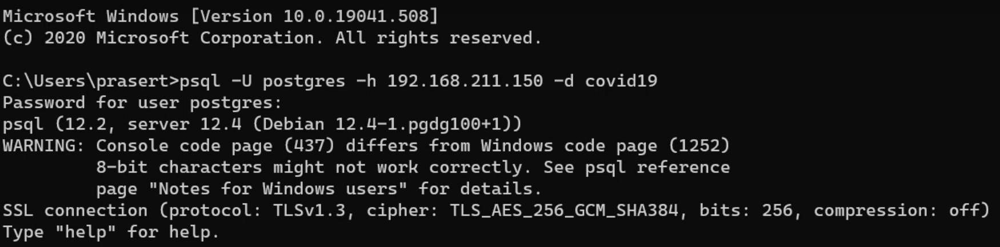 Microsoft Windows [Version 10.0.19041.508]
(c) 2020 Microsoft Corporation. All rights reserved.
C:\Users\prasert>psql -U postgres -h 192.168.211.150 -d covid19
Password for user postgres:
psql (12.2, server 12.4 (Debian 12.4-1.pgdg100+1))
WARNING: Console code page (437) differs from Windows code page (1252)
         8-bit characters might not work correctly. See psql reference
         page "Notes for Windows users" for details.
SSL connection (protocol: TLSv1.3, cipher: TLS_AES_256_GCM_SHA384, bits: 256, compression: off)
Type "help" for help.